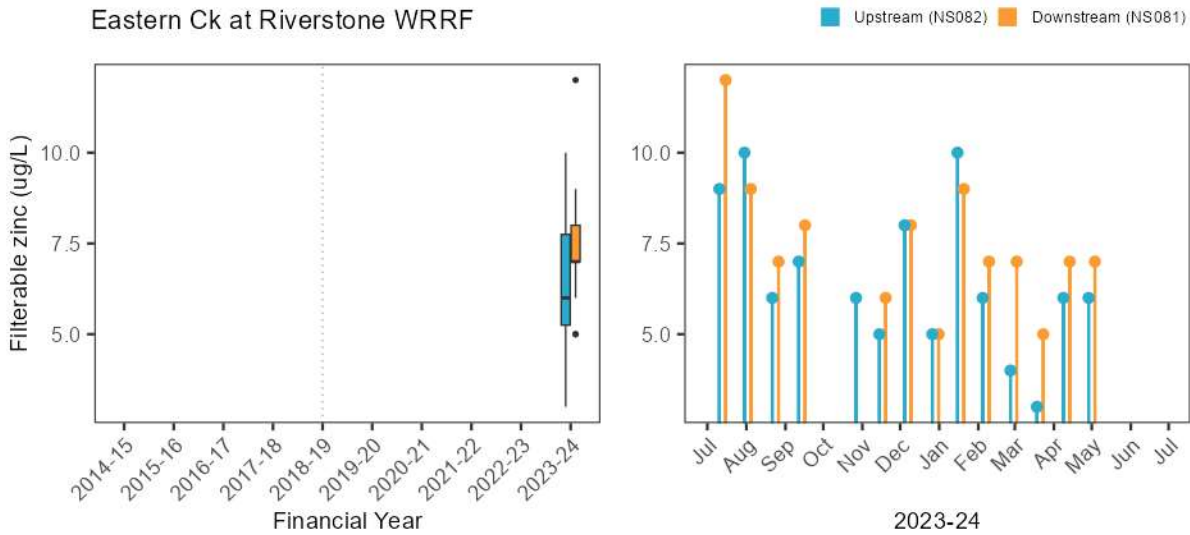 Eastern Ck at Riverstone WRRF
Upstream (NS082) Downstream (NS081)
Filterable zinc (ug/L)
10.0
7.5
5.0
2014-15
2015-16
2016-17
2017-18
2018-19
2019-20
2020-21
2021-22
2022-23
2023-24
Financial Year
10.0
7.5
5.0
Jul
Aug
Sep
Oct
Nov
Dec
Jan
Feb
Mar
Apr
May
Jun
Jul
2023-24